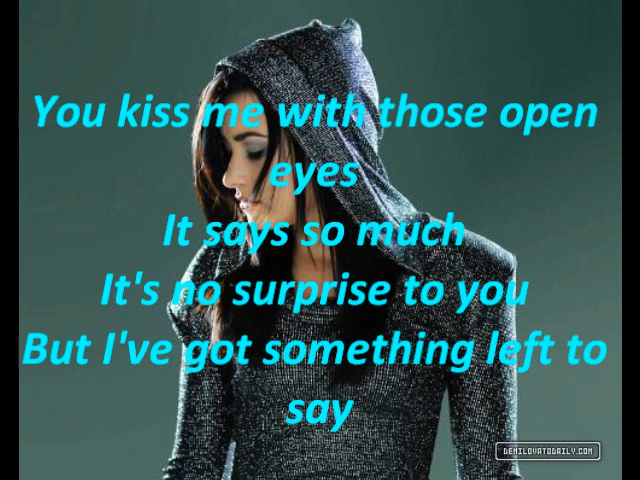 You kiss me with those open
eyes
It says so much
It's no surprise to you
But I've got something left to
say
DEMILOVATODAILY.COM